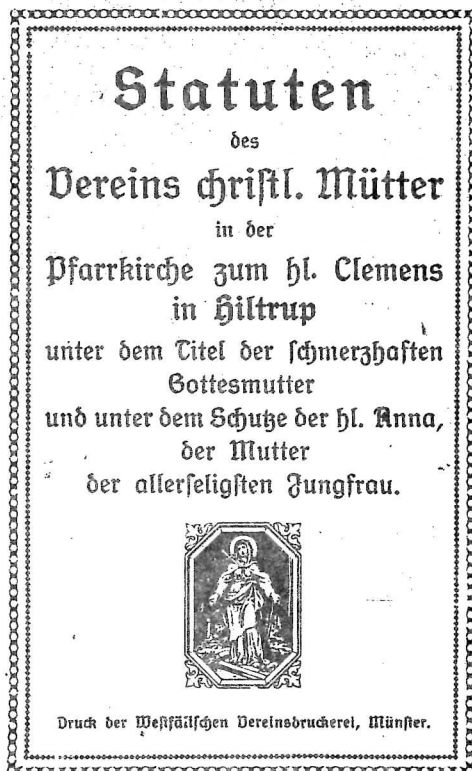 Statuten
des
Vereins christl. Mütter
in der
Pfarrkirche zum hl. Clemens
in Hiltrup
unter dem Titel der schmerzhaften
Gottesmutter
und unter dem Schutze der hl. Anna,
der Mutter
der allerseligsten Jungfrau.
Druck der Westfälischen Vereinsdruckerei, Münster.